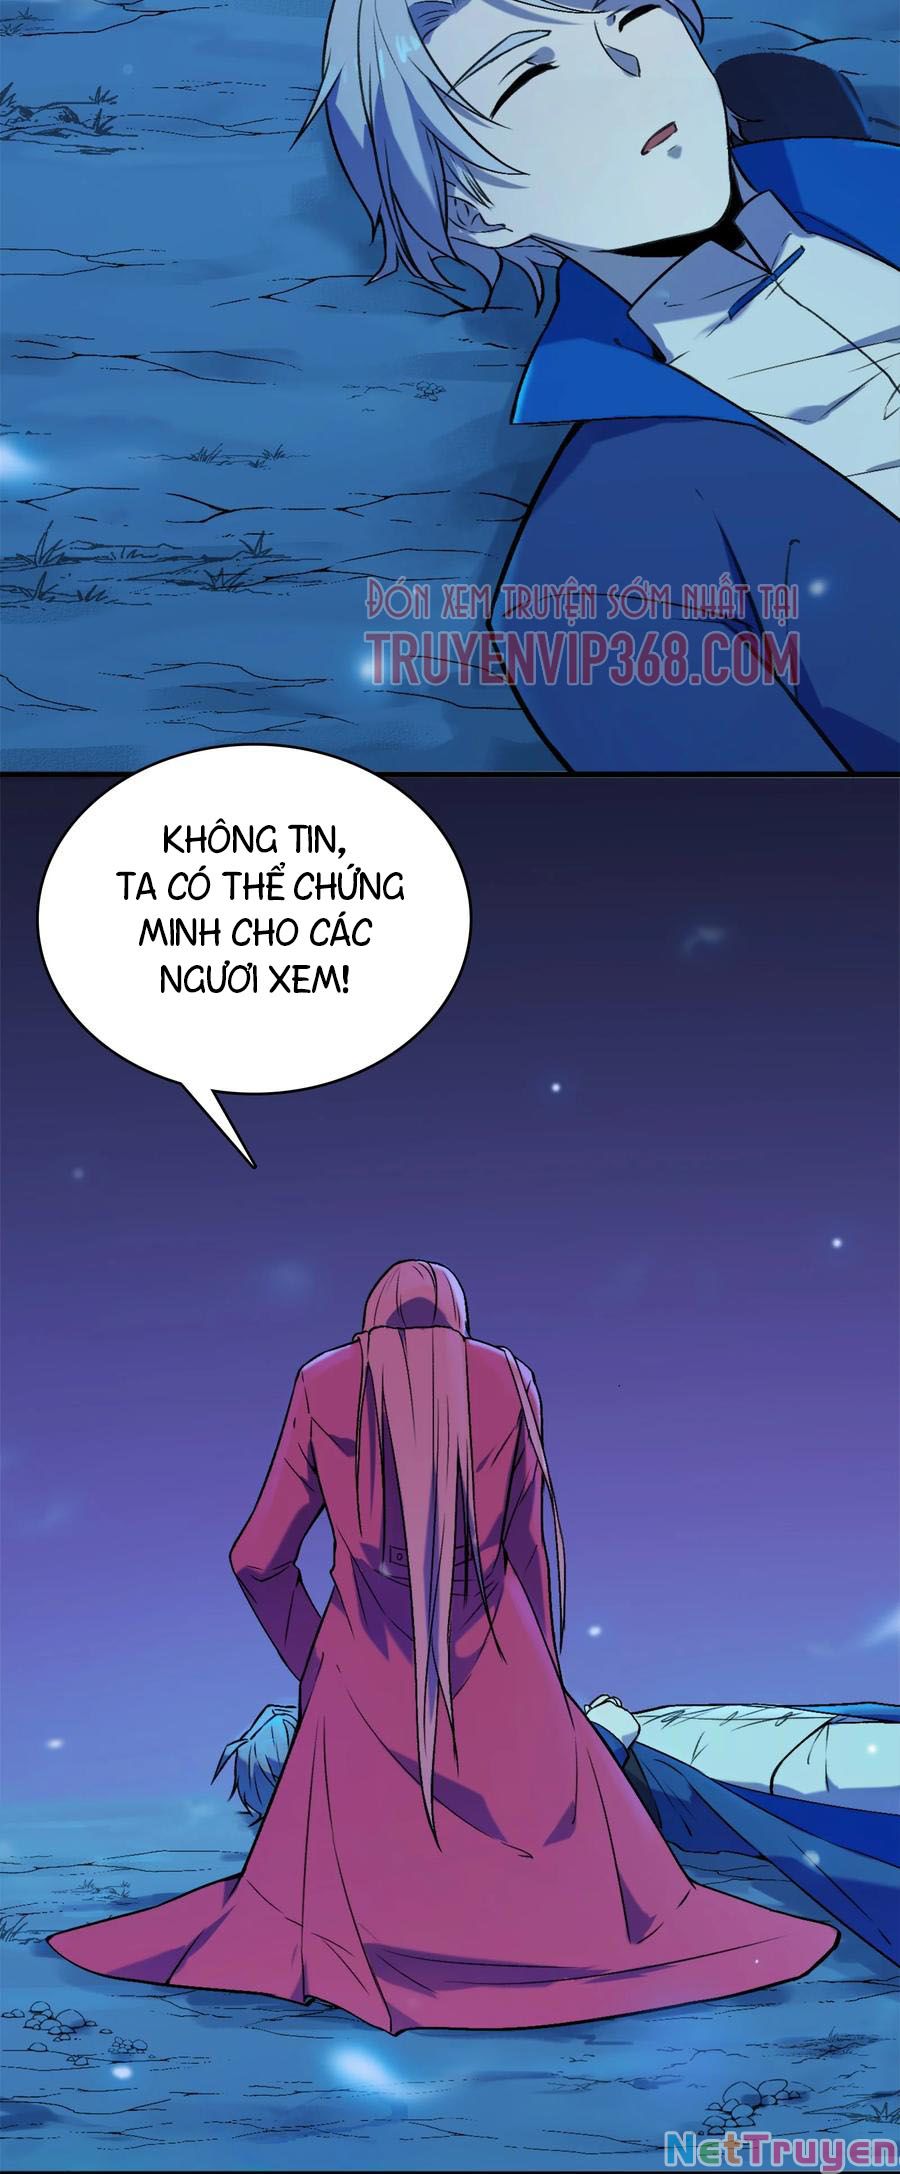 ĐÓN XEM TRUYỆN SỚM NHẤT TẠI
TRUYENVIP368.COM
KHÔNG TIN,
TA CÓ THỂ CHỨNG
MINH CHO CÁC
NGƯƠI XEM!
NetTruyen